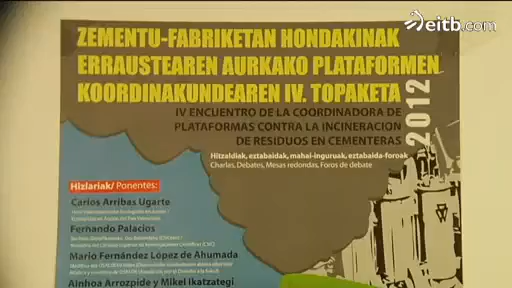 eitb.com
ZEMENTU-FABRIKETAN HONDAKINAK
ERRAUSTEAREN AURKAKO PLATAFORMEN
KOORDINAKUNDEAREN IV. TOPAKETA
2012
IV ENCUENTRO DE LA COORDINADORA DE
PLATAFORMAS CONTRA LA INCINERACION
DE RESIDUOS EN CEMENTERAS
Hitzaldiak, eztabaidak, mahai-inguruak, eztabaida-foroak
Charlas, Debates, Mesas redondas, Foros de debate
Hizlariak/ Ponentes:
Carlos Arribas Ugarte
Fernando Palacios
Mario Fernández López de Ahumada
Ainhoa Arrozpide y Mikel Ikatzategi